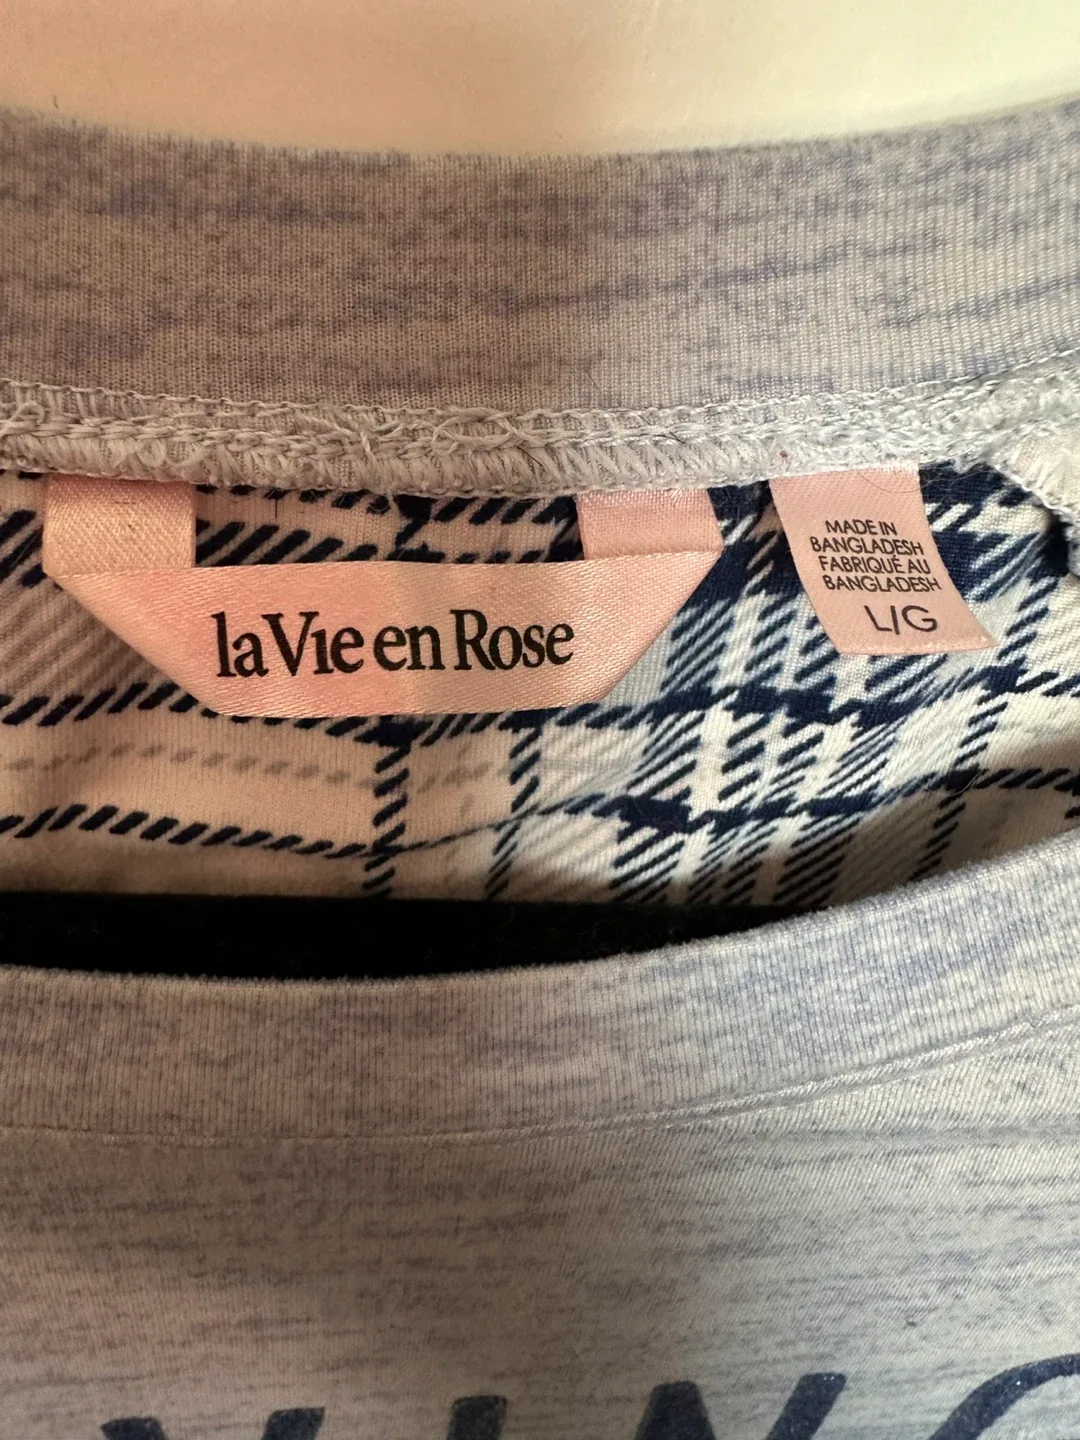 la Vie en Rose
MADE IN
BANGLADESH
FABRIQUÉ AU
BANGLADESH
L/G